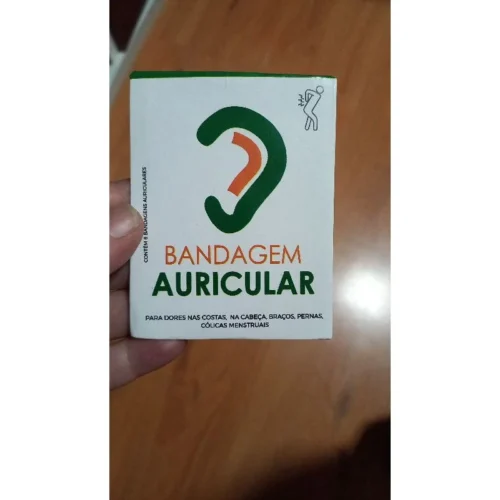 CONTÉM 8 BANDAGENS AURICULARES
BANDAGEM
AURICULAR
PARA DORES NAS COSTAS, NA CABEÇA, BRAÇOS, PERNAS,
CÓLICAS MENSTRUAIS